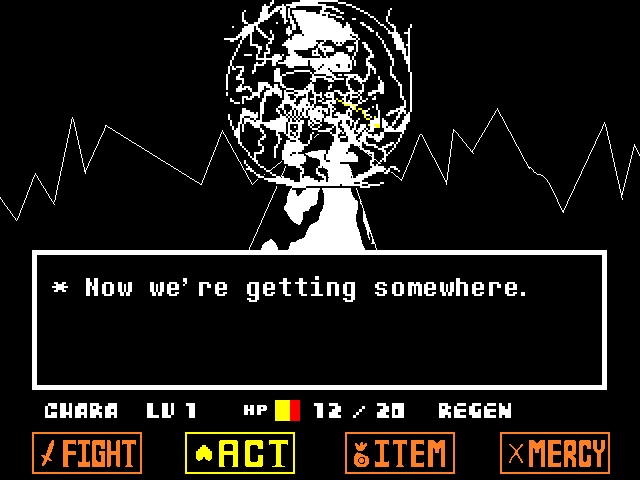 * Now we're getting somewhere.
CHARA LV 1 HP 12 / 20 REGEN
FIGHT ACT ITEM MERCY